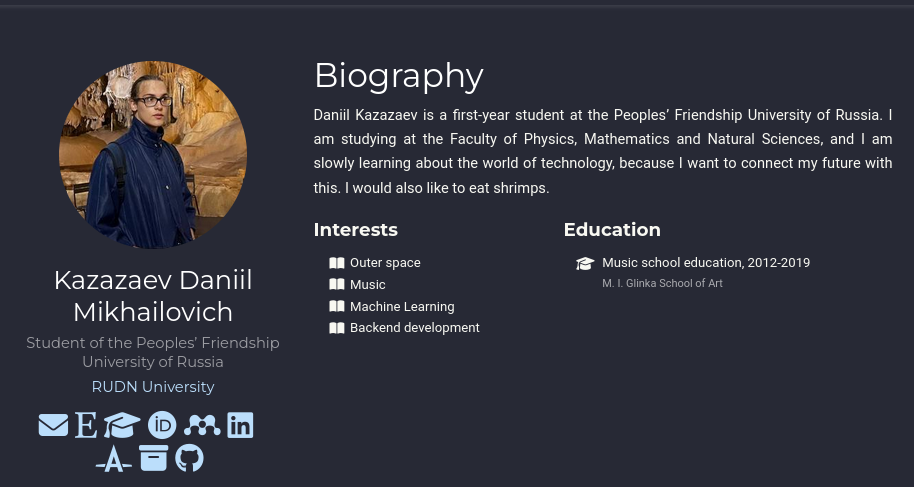 Biography
Daniil Kazazaev is a first-year student at the Peoples’ Friendship University of Russia. I
am studying at the Faculty of Physics, Mathematics and Natural Sciences, and I am
slowly learning about the world of technology, because I want to connect my future with
this. I would also like to eat shrimps.
Interests
Outer space
Music
Machine Learning
Backend development
Education
Music school education, 2012-2019
M. I. Glinka School of Art
Kazazaev Daniil
Mikhailovich
Student of the Peoples’ Friendship
University of Russia
RUDN University